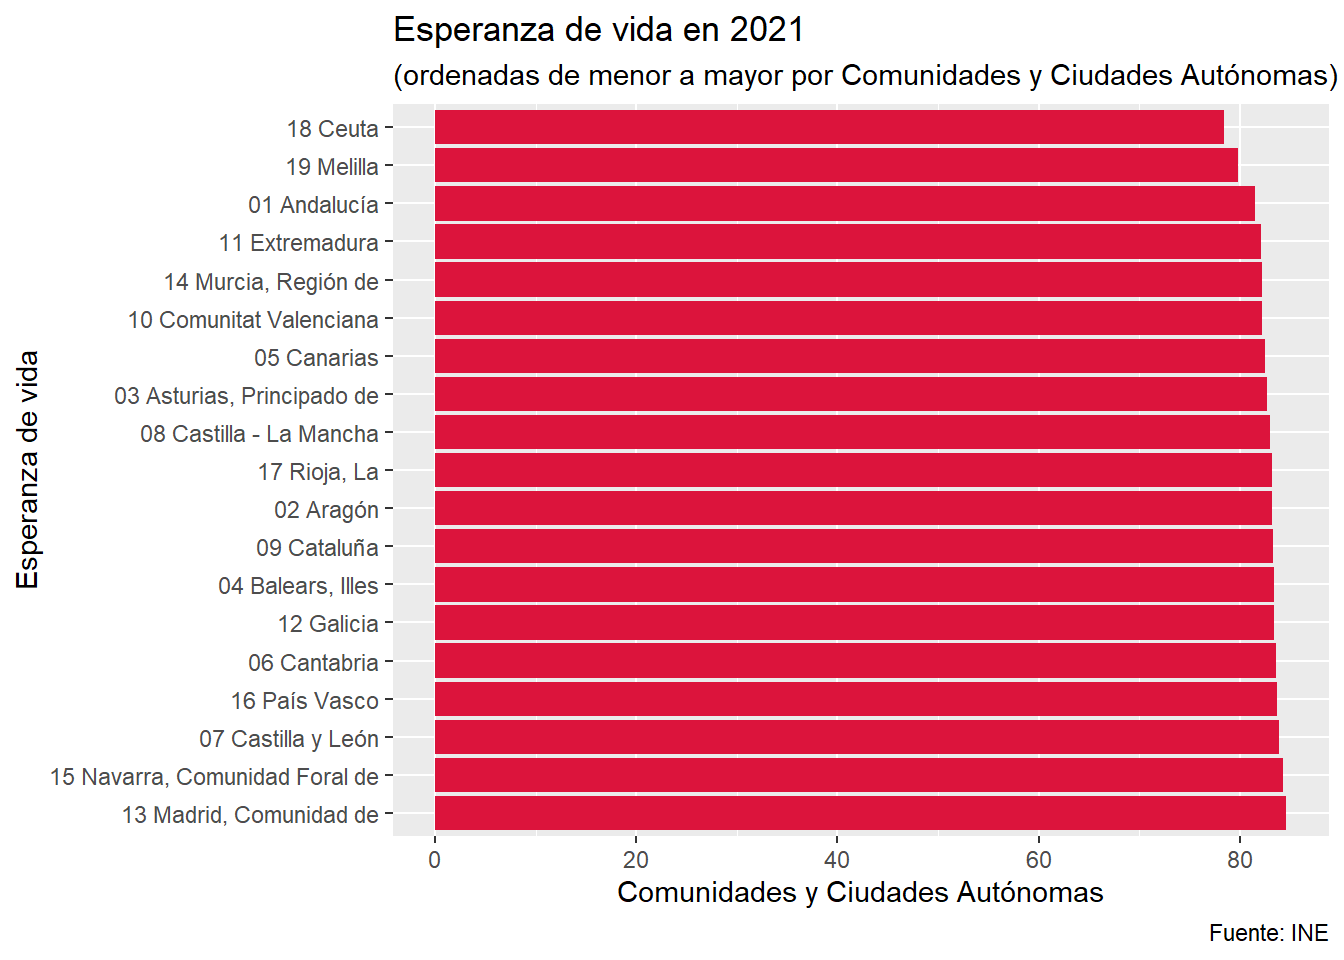 Esperanza de vida en 2021
(ordenadas de menor a mayor por Comunidades y Ciudades Autónomas)
Esperanza de vida
18 Ceuta
19 Melilla
01 Andalucía
11 Extremadura
14 Murcia, Región de
10 Comunitat Valenciana
05 Canarias
03 Asturias, Principado de
08 Castilla - La Mancha
17 Rioja, La
02 Aragón
09 Cataluña
04 Balears, Illes
12 Galicia
06 Cantabria
16 País Vasco
07 Castilla y León
15 Navarra, Comunidad Foral de
13 Madrid, Comunidad de
0 20 40 60 80
Comunidades y Ciudades Autónomas
Fuente: INE